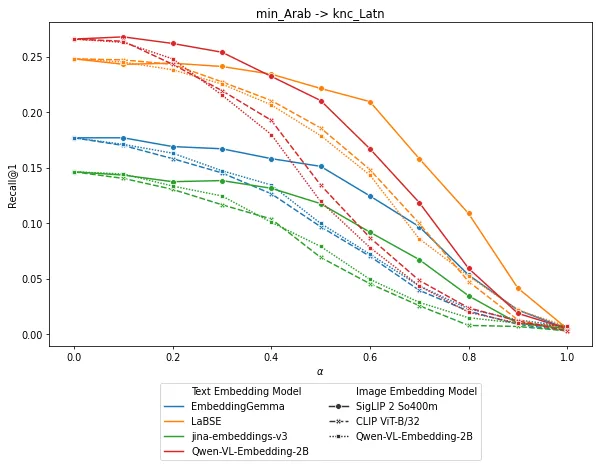 min_Arab -> knc_Latn
Recall@1
0.25
0.20
0.15
0.10
0.05
0.00
0.0 0.2 0.4 0.6 0.8 1.0
α
Text Embedding Model
EmbeddingGemma
LaBSE
jina-embeddings-v3
Qwen-VL-Embedding-2B
Image Embedding Model
SigLIP 2 So400m
CLIP ViT-B/32
Qwen-VL-Embedding-2B